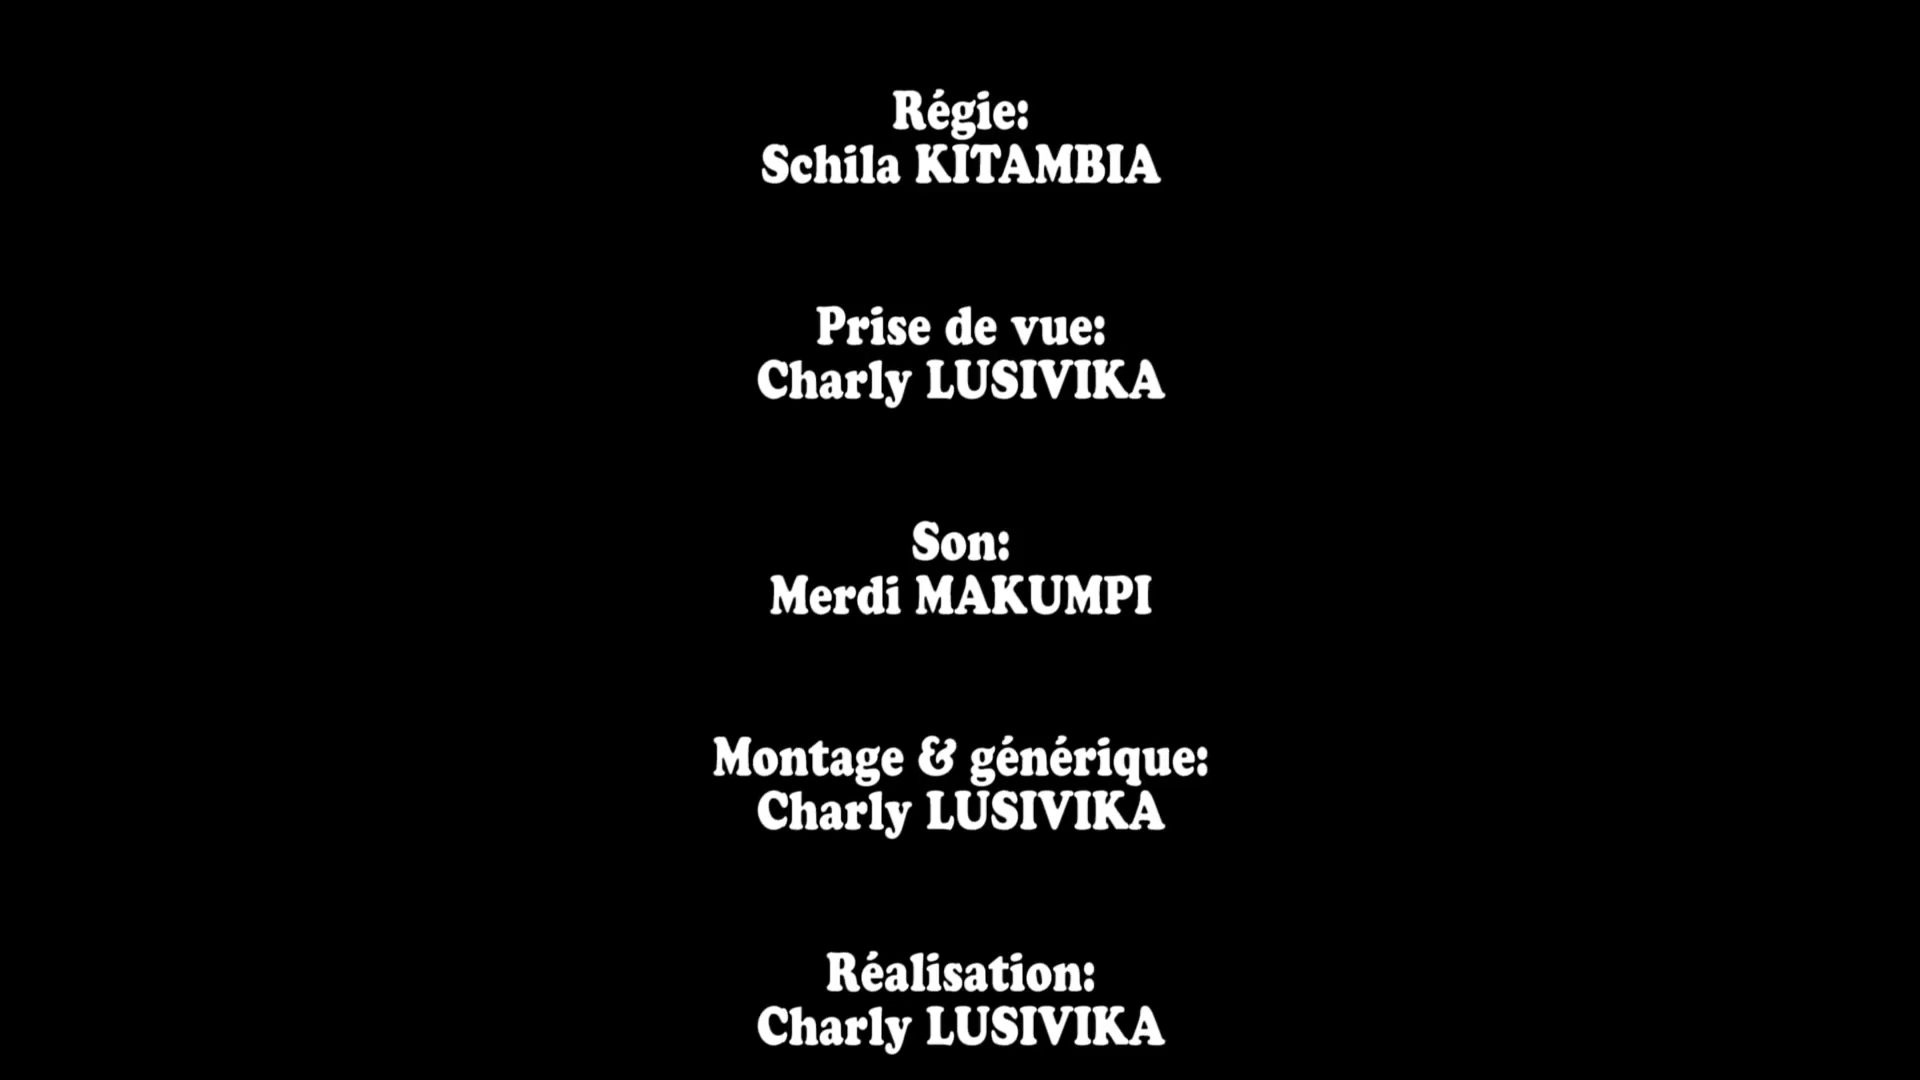 Régie:
Schila KITAMBIA
Prise de vue:
Charly LUSIVIKA
Son:
Merdi MAKUMPI
Montage & générique:
Charly LUSIVIKA
Réalisation:
Charly LUSIVIKA